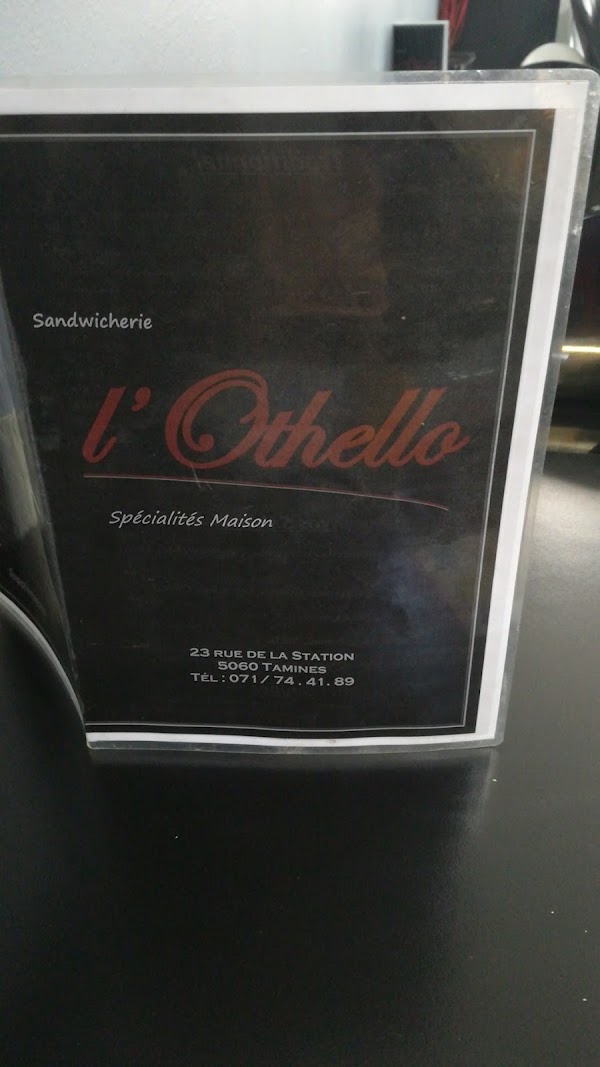 Sandwicherie
l'Othello
Spécialités Maison
23 RUE DE LA STATION
5060 TAMINES
TÉL : 071/ 74 . 41. 89